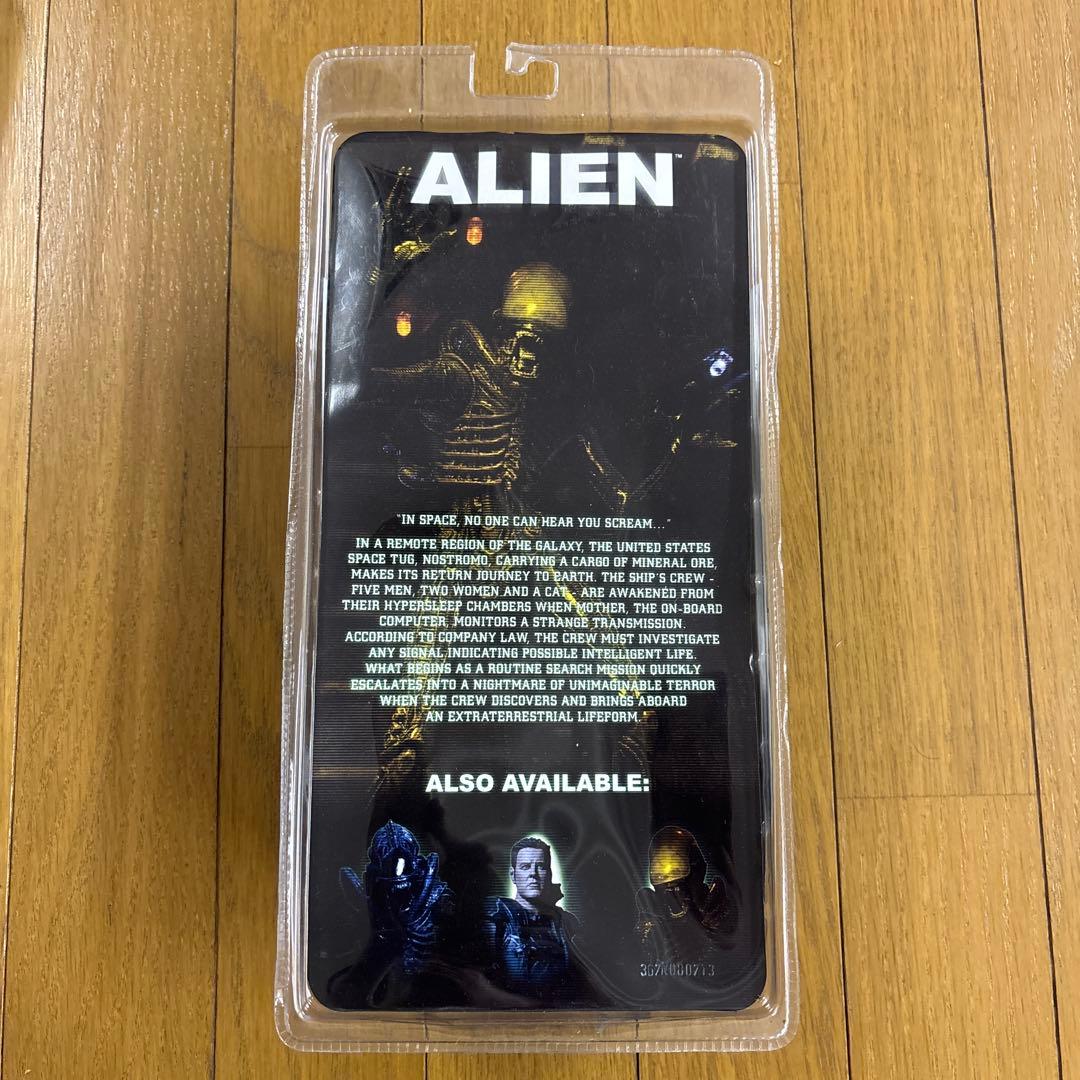 ALIEN™
"IN SPACE, NO ONE CAN HEAR YOU SCREAM..."
IN A REMOTE REGION OF THE GALAXY, THE UNITED STATES
SPACE TUG, NOSTROMO, CARRYING A CARGO OF MINERAL ORE,
MAKES ITS RETURN JOURNEY TO EARTH. THE SHIP'S CREW -
FIVE MEN, TWO WOMEN AND A CAT - ARE AWAKENED FROM
THEIR HYPERSLEEP CHAMBERS WHEN MOTHER, THE ON-BOARD
COMPUTER, MONITORS A STRANGE TRANSMISSION.
ACCORDING TO COMPANY LAW, THE CREW MUST INVESTIGATE
ANY SIGNAL INDICATING POSSIBLE INTELLIGENT LIFE.
WHAT BEGINS AS A ROUTINE SEARCH MISSION QUICKLY
ESCALATES INTO A NIGHTMARE OF UNIMAGINABLE TERROR
WHEN THE CREW DISCOVERS AND BRINGS ABOARD
AN EXTRATERRESTRIAL LIFEFORM.
ALSO AVAILABLE: